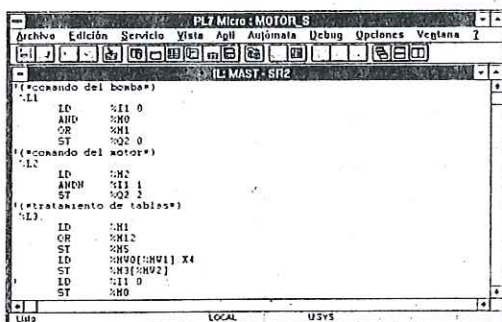 PL7 Micro : MOTOR_S
Archivo Edición Servicio Vista Apli Autómata Debug Opciones Ventana ?
IL: MAST - SR2
!(*comando del bomba*)
%L1
LD %I1 0
AND %M0
OR %M1
ST %Q2 0
!(*comando del motor*)
%L2
LD %M2
ANDN %I1 1
ST %Q2 2
!(*tratamiento de tablas*)
%L3
LD %M1
OR %M12
ST %M5
LD %MW0[%MW1] X4
ST %M3[%MW2]
! LD %I1 0
ST %M0
Listo LOCAL U:SYS